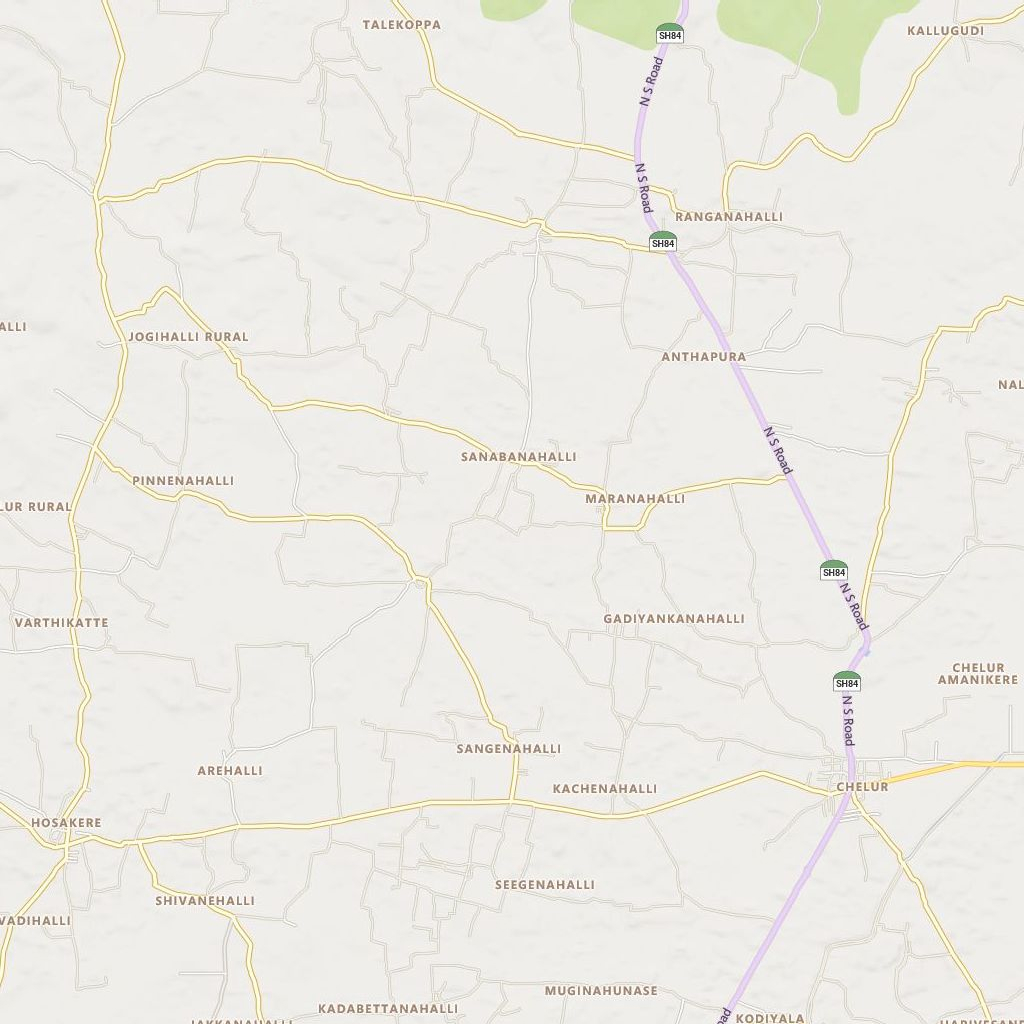 TALEKOPPA
KALLUGUDI
SH84
N S Road
N S Road
RANGANAHALLI
SH84
ALLI
JOGIHALLI RURAL
ANTHAPURA
NAL
N S Road
SANABANAHALLI
PINNENAHALLI
MARANAHALLI
LUR RURAL
SH84
N S Road
VARTHIKATTE
GADIYANKANAHALLI
CHELUR
AMANIKERE
SH84
N S Road
SANGENAHALLI
AREHALLI
KACHENAHALLI
CHELUR
HOSAKERE
SEEGENAHALLI
SHIVANEHALLI
VADIHALLI
MUGINAHUNASE
KADABETTANAHALLI
oad
KODIYALA